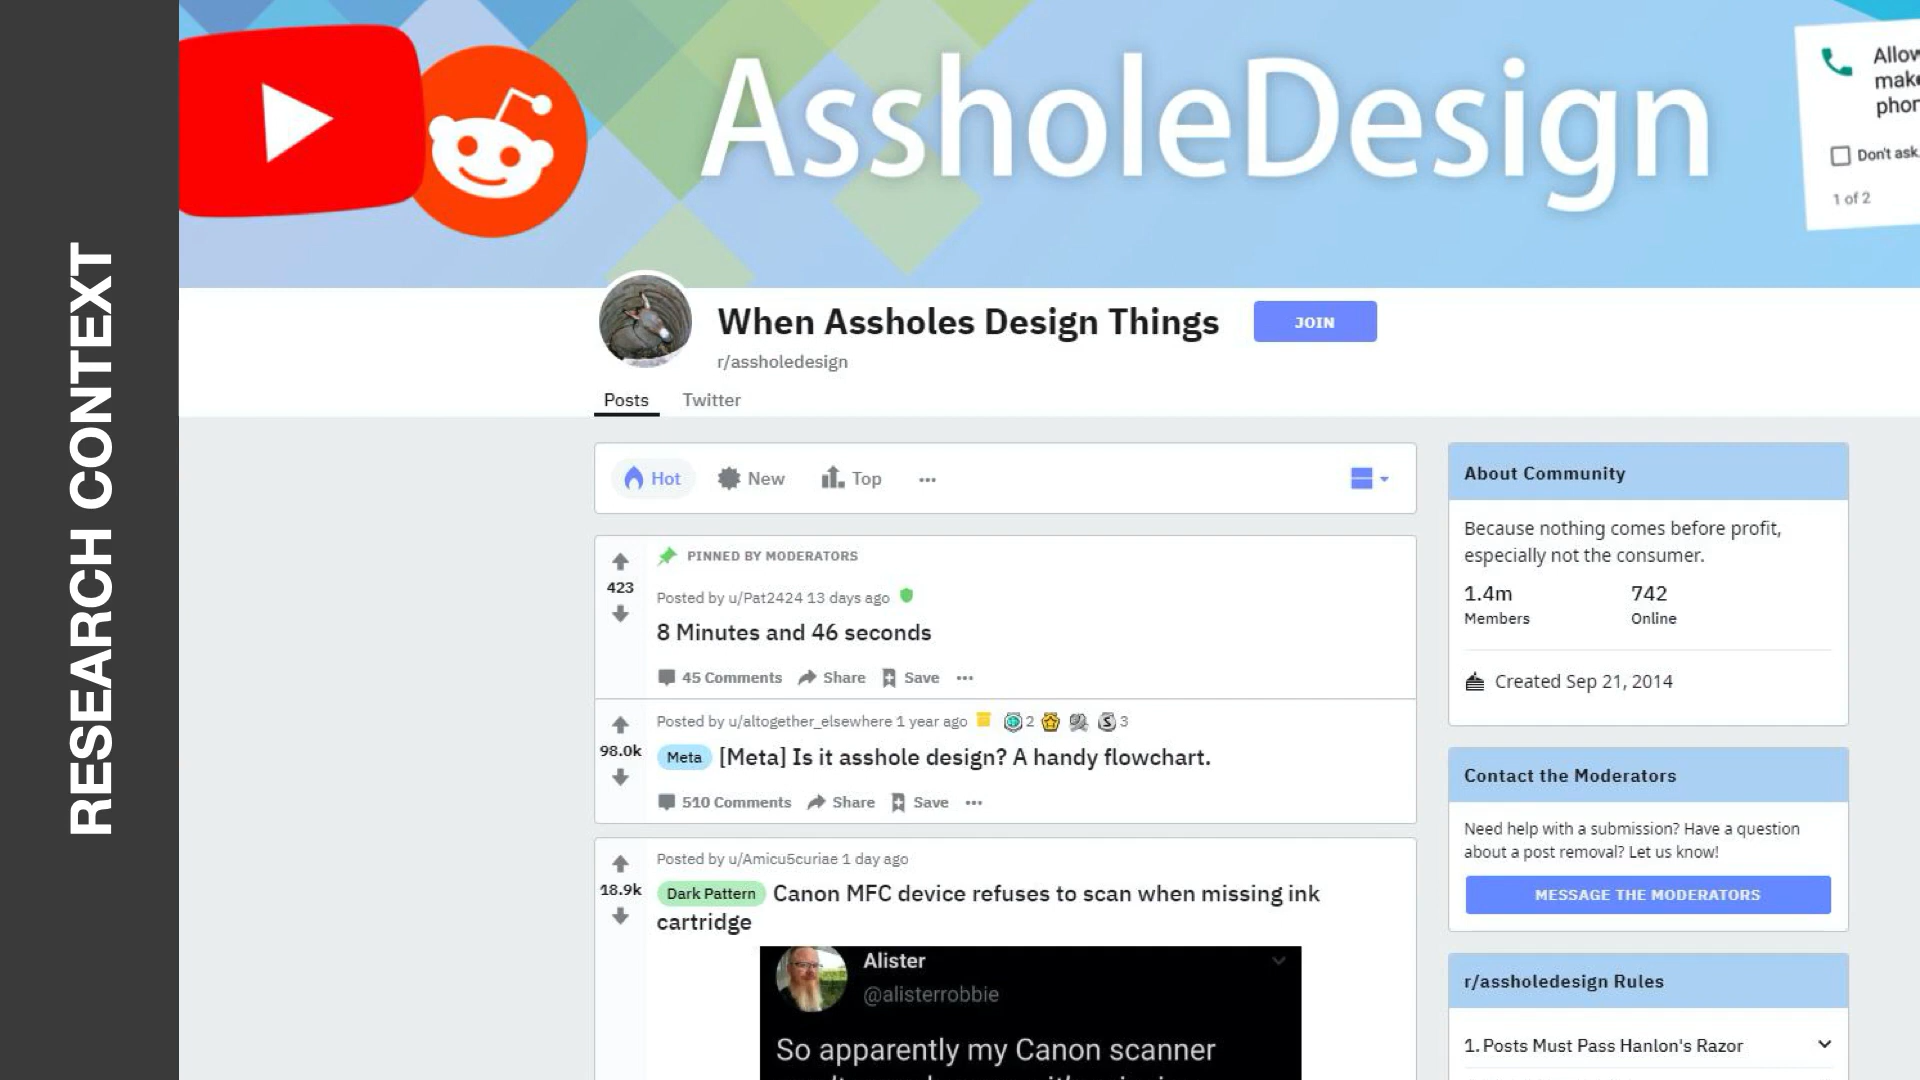 RESEARCH CONTEXT
AssholeDesign
Allow
make
phon
Don't ask
1 of 2
When Assholes Design Things
JOIN
r/assholedesign
Posts Twitter
Hot New Top ...
PINNED BY MODERATORS
423
Posted by u/Pat2424 13 days ago
8 Minutes and 46 seconds
45 Comments Share Save ...
Posted by u/altogether_elsewhere 1 year ago 2 S 3
98.0k
Meta [Meta] Is it asshole design? A handy flowchart.
510 Comments Share Save ...
Posted by u/Amicu5curiae 1 day ago
18.9k
Dark Pattern Canon MFC device refuses to scan when missing ink
cartridge
Alister
@alisterrobbie
So apparently my Canon scanner
About Community
Because nothing comes before profit,
especially not the consumer.
1.4m 742
Members Online
Created Sep 21, 2014
Contact the Moderators
Need help with a submission? Have a question
about a post removal? Let us know!
MESSAGE THE MODERATORS
r/assholedesign Rules
1. Posts Must Pass Hanlon's Razor